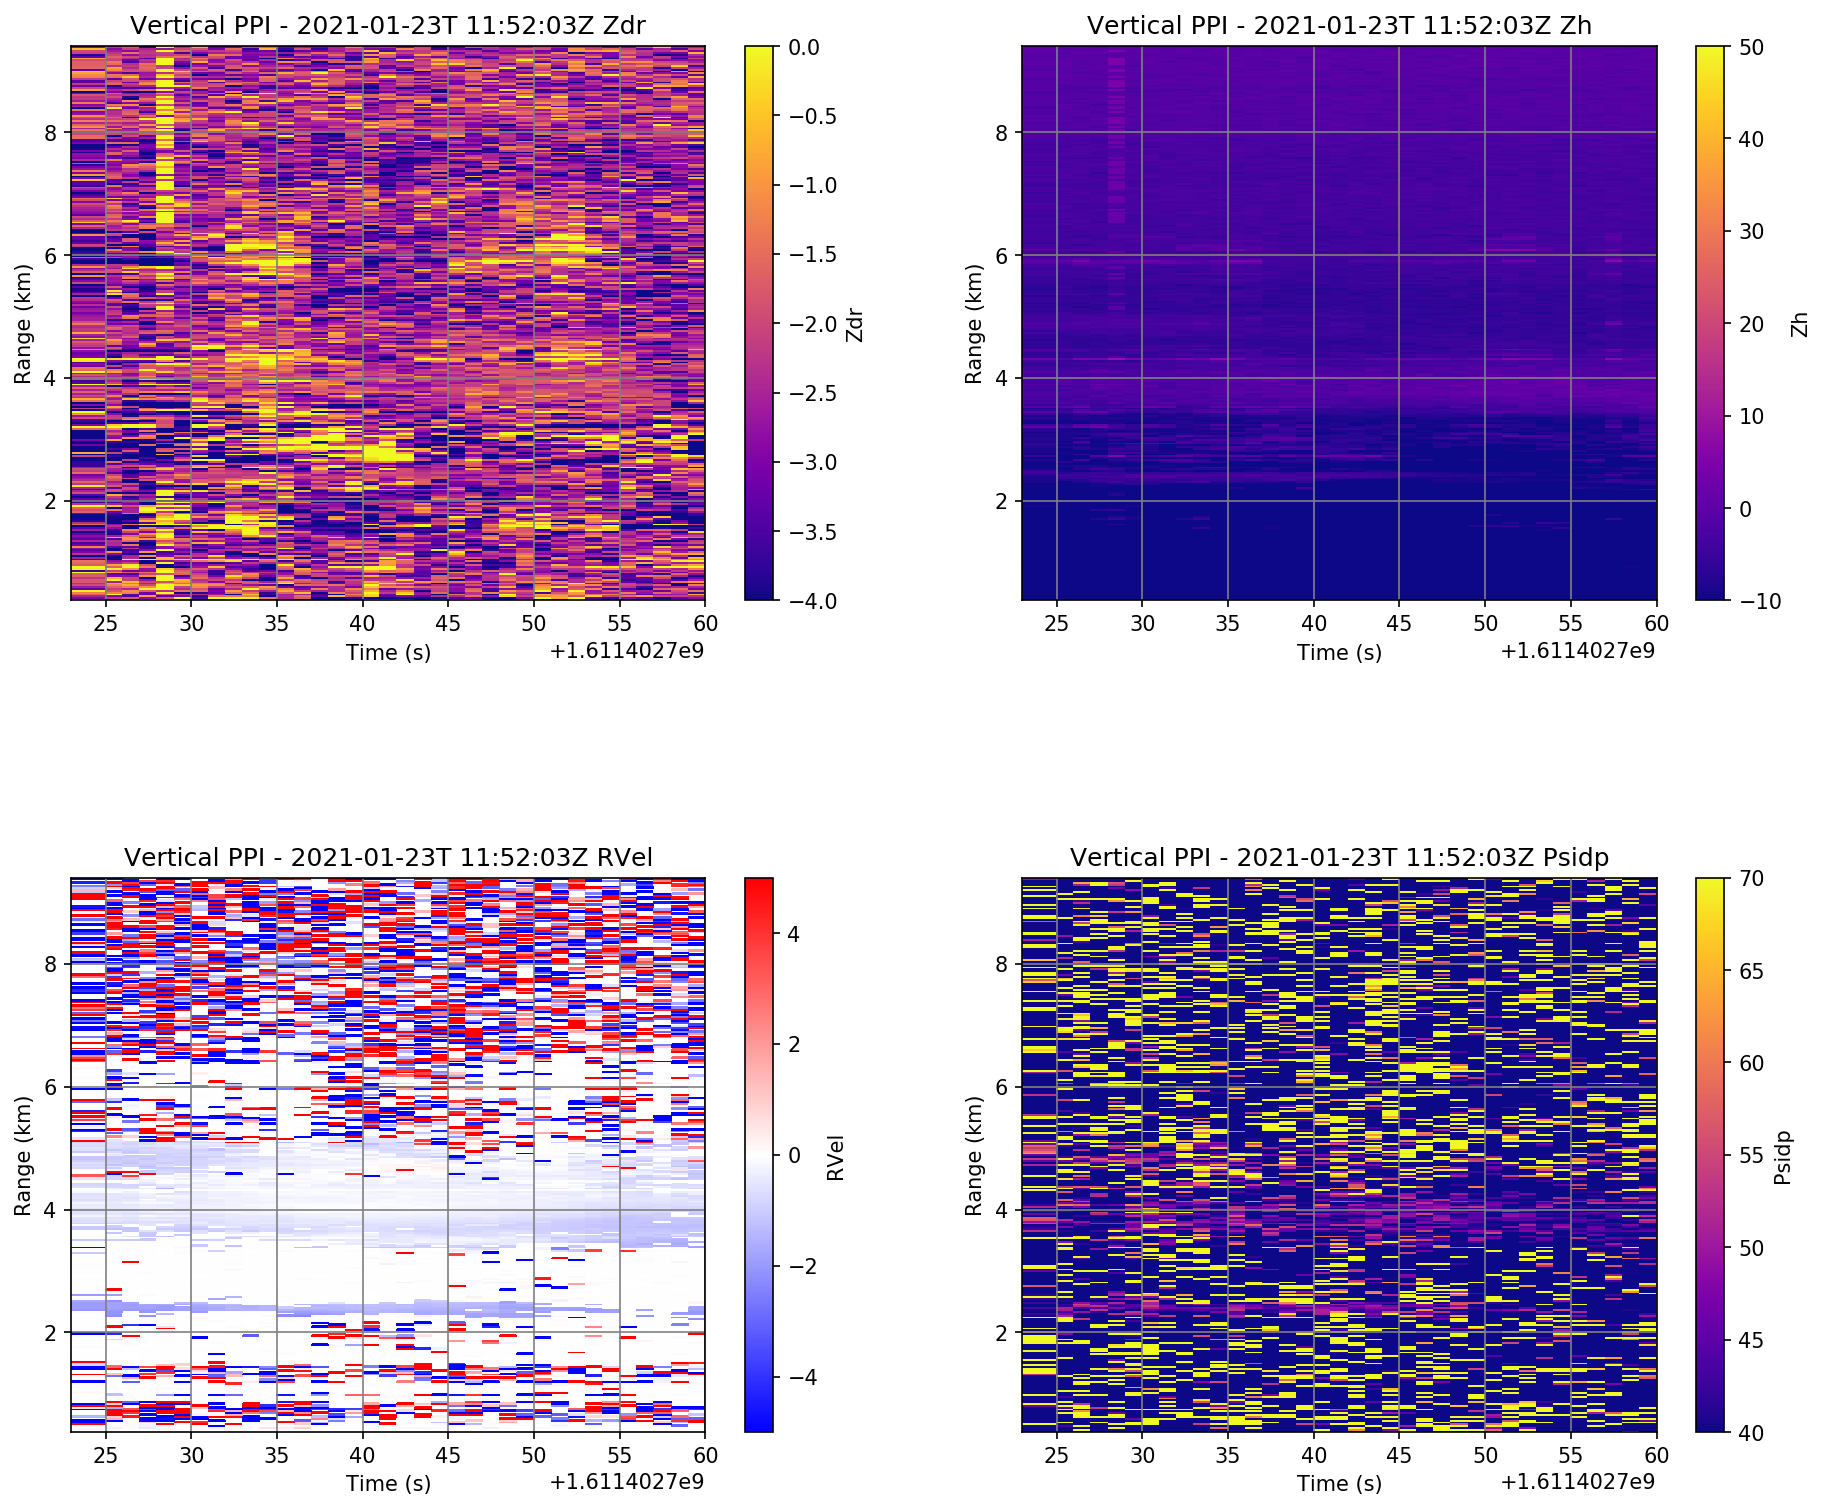 Vertical PPI - 2021-01-23T 11:52:03Z Zdr
0.0
−0.5
−1.0
−1.5
−2.0
−2.5
−3.0
−3.5
−4.0
Zdr
8
6
4
2
Range (km)
25 30 35 40 45 50 55 60
Time (s)
+1.6114027e9
Vertical PPI - 2021-01-23T 11:52:03Z Zh
50
40
30
20
10
0
−10
Zh
8
6
4
2
Range (km)
25 30 35 40 45 50 55 60
Time (s)
+1.6114027e9
Vertical PPI - 2021-01-23T 11:52:03Z RVel
4
2
0
−2
−4
RVel
8
6
4
2
Range (km)
25 30 35 40 45 50 55 60
Time (s)
+1.6114027e9
Vertical PPI - 2021-01-23T 11:52:03Z Psidp
70
65
60
55
50
45
40
Psidp
8
6
4
2
Range (km)
25 30 35 40 45 50 55 60
Time (s)
+1.6114027e9